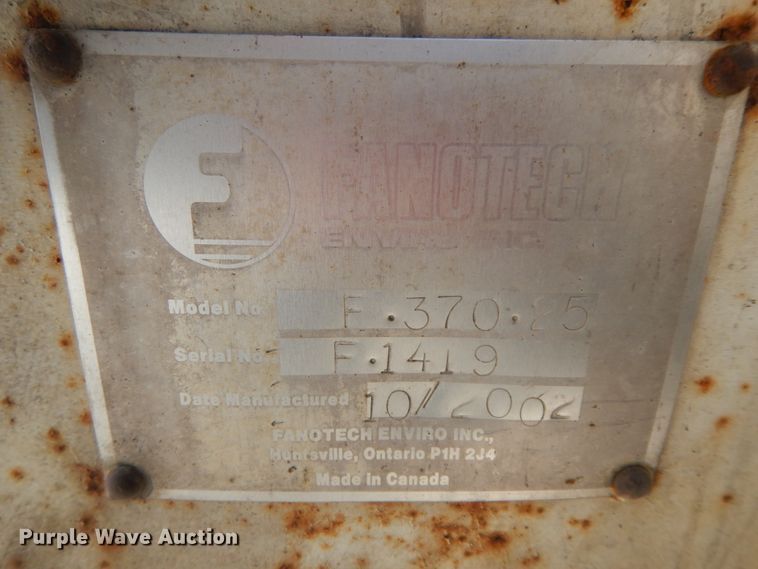 F
FANOTECH
ENVIRO INC.
Model No. F.370.25
Serial No. F.1419
Date Manufactured 10/2002
FANOTECH ENVIRO INC.,
Huntsville, Ontario P1H 2J4
Made in Canada
Purple Wave Auction